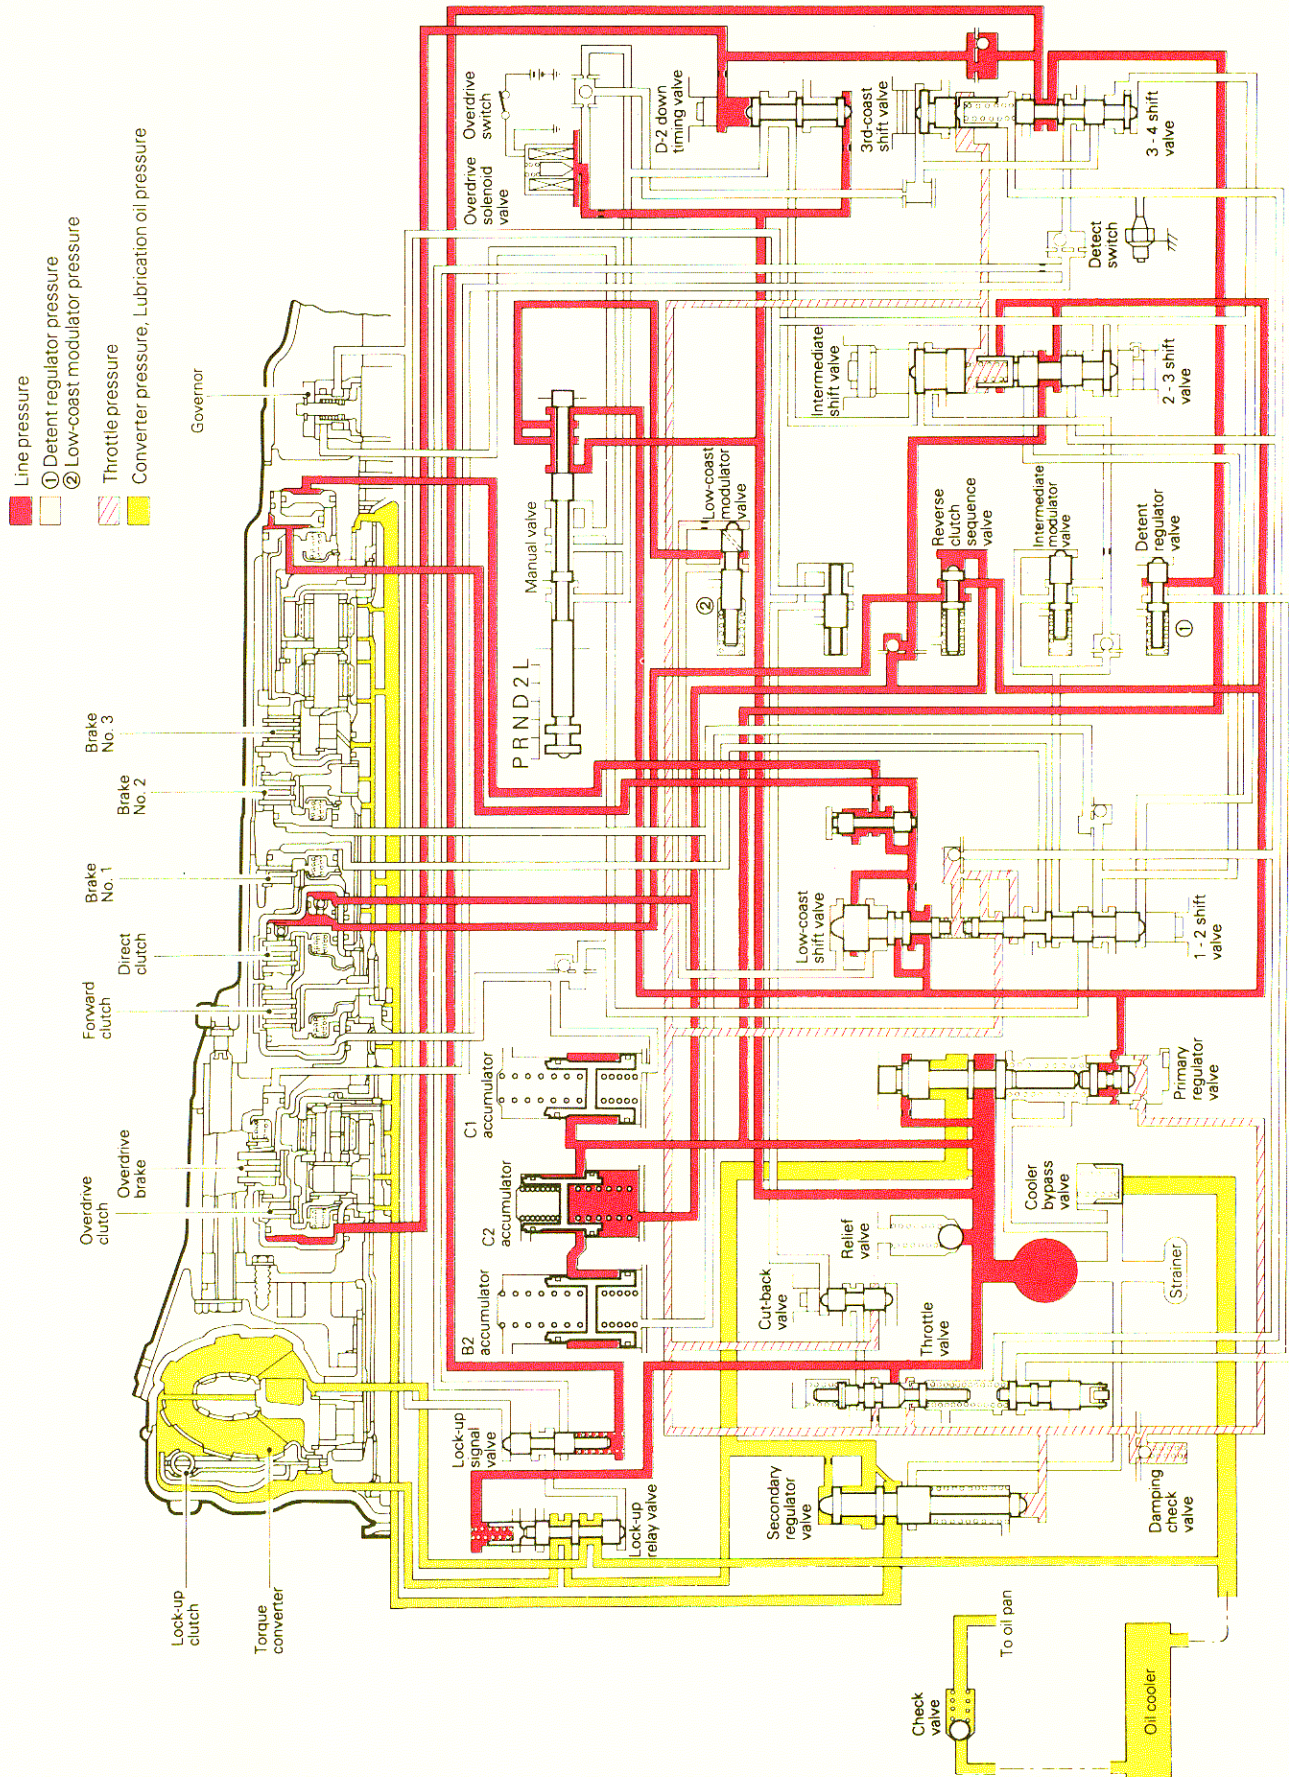 Line pressure
① Detent regulator pressure
② Low-coast modulator pressure
Throttle pressure
Converter pressure, Lubrication oil pressure
Lock-up
clutch
Torque
converter
Overdrive
clutch
Overdrive
brake
Forward
clutch
Direct
clutch
Brake
No. 1
Brake
No. 2
Brake
No. 3
Governor
Lock-up
relay valve
Lock-up
signal
valve
B2
accumulator
C2
accumulator
C1
accumulator
P R N D 2 L
Manual valve
Overdrive
solenoid
valve
Overdrive
switch
D-2 down
timing valve
Low-coast
modulator
valve
②
Secondary
regulator
valve
Cut-back
valve
Relief
valve
Throttle
valve
Low-coast
shift valve
Intermediate
shift valve
3rd-coast
shift valve
Reverse
clutch
sequence
valve
Intermediate
modulator
valve
Detent
regulator
valve
①
Detect
switch
Damping
check
valve
Strainer
Cooler
bypass
valve
Primary
regulator
valve
1 - 2 shift
valve
2 - 3 shift
valve
3 - 4 shift
valve
Check
valve
To oil pan
Oil cooler